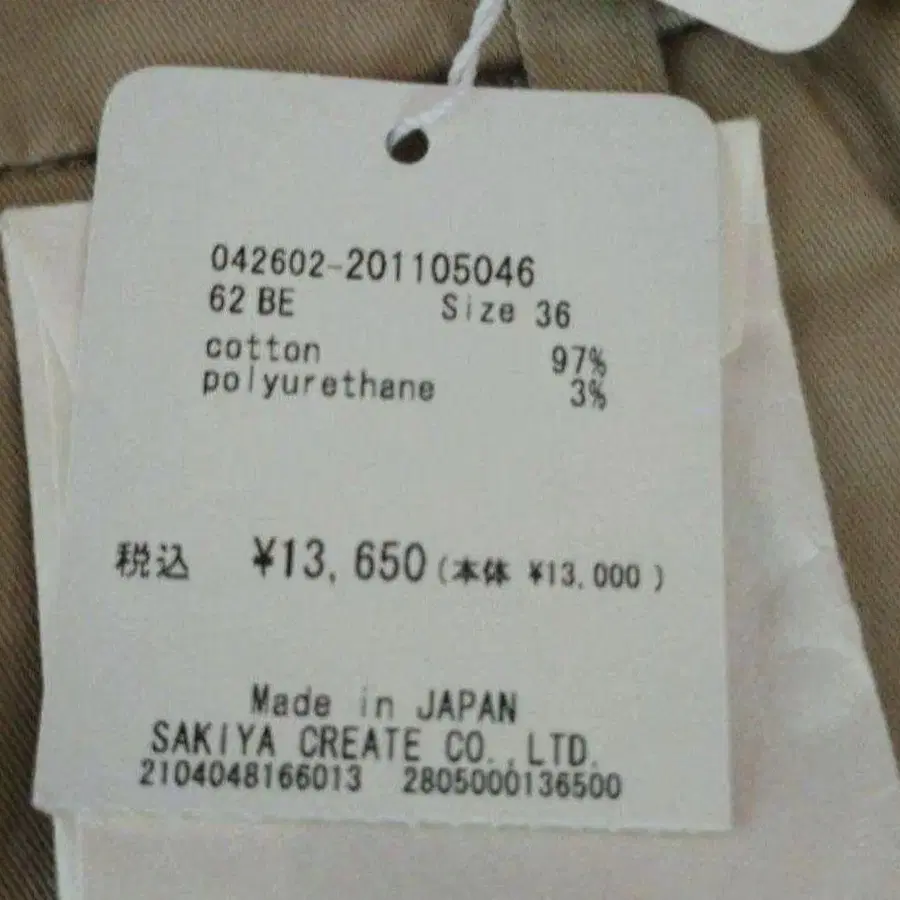 042602-201105046
62 BE Size 36
cotton 97%
polyurethane 3%
税込 ¥13,650 (本体 ¥13,000 )
Made in JAPAN
SAKIYA CREATE CO.,LTD.
2104048166013 2805000136500